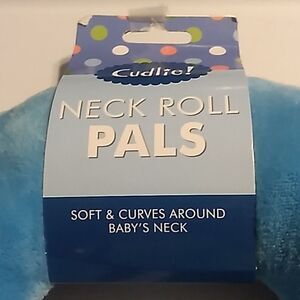 Cudlie!
NECK ROLL
PALS
SOFT & CURVES AROUND
BABY'S NECK